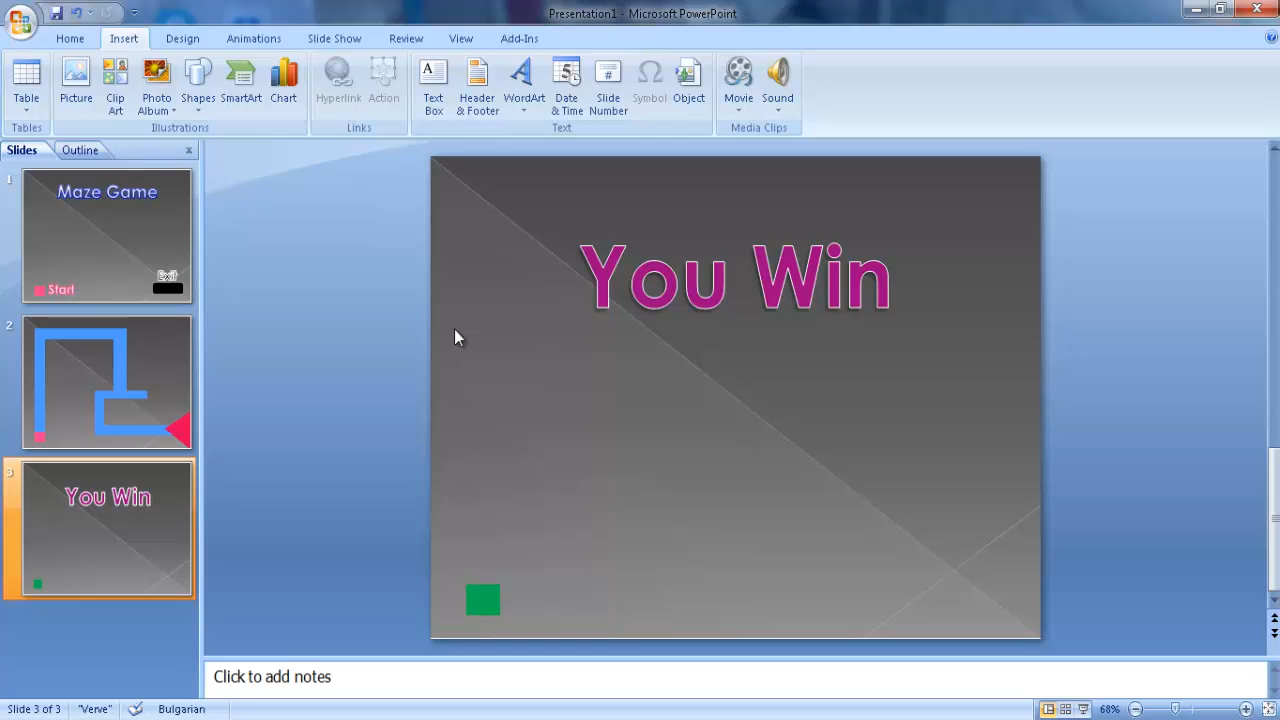 Presentation1 - Microsoft PowerPoint
Home Insert Design Animations Slide Show Review View Add-Ins
Table
Picture
Clip Art
Photo Album
Shapes
SmartArt
Chart
Hyperlink
Action
Text Box
Header & Footer
WordArt
Date & Time
Slide Number
Symbol
Object
Movie
Sound
Tables
Illustrations
Links
Text
Media Clips
Slides Outline
1
Maze Game
Exit
Start
2
3
You Win
You Win
Click to add notes
Slide 3 of 3 "Verve" Bulgarian 68%